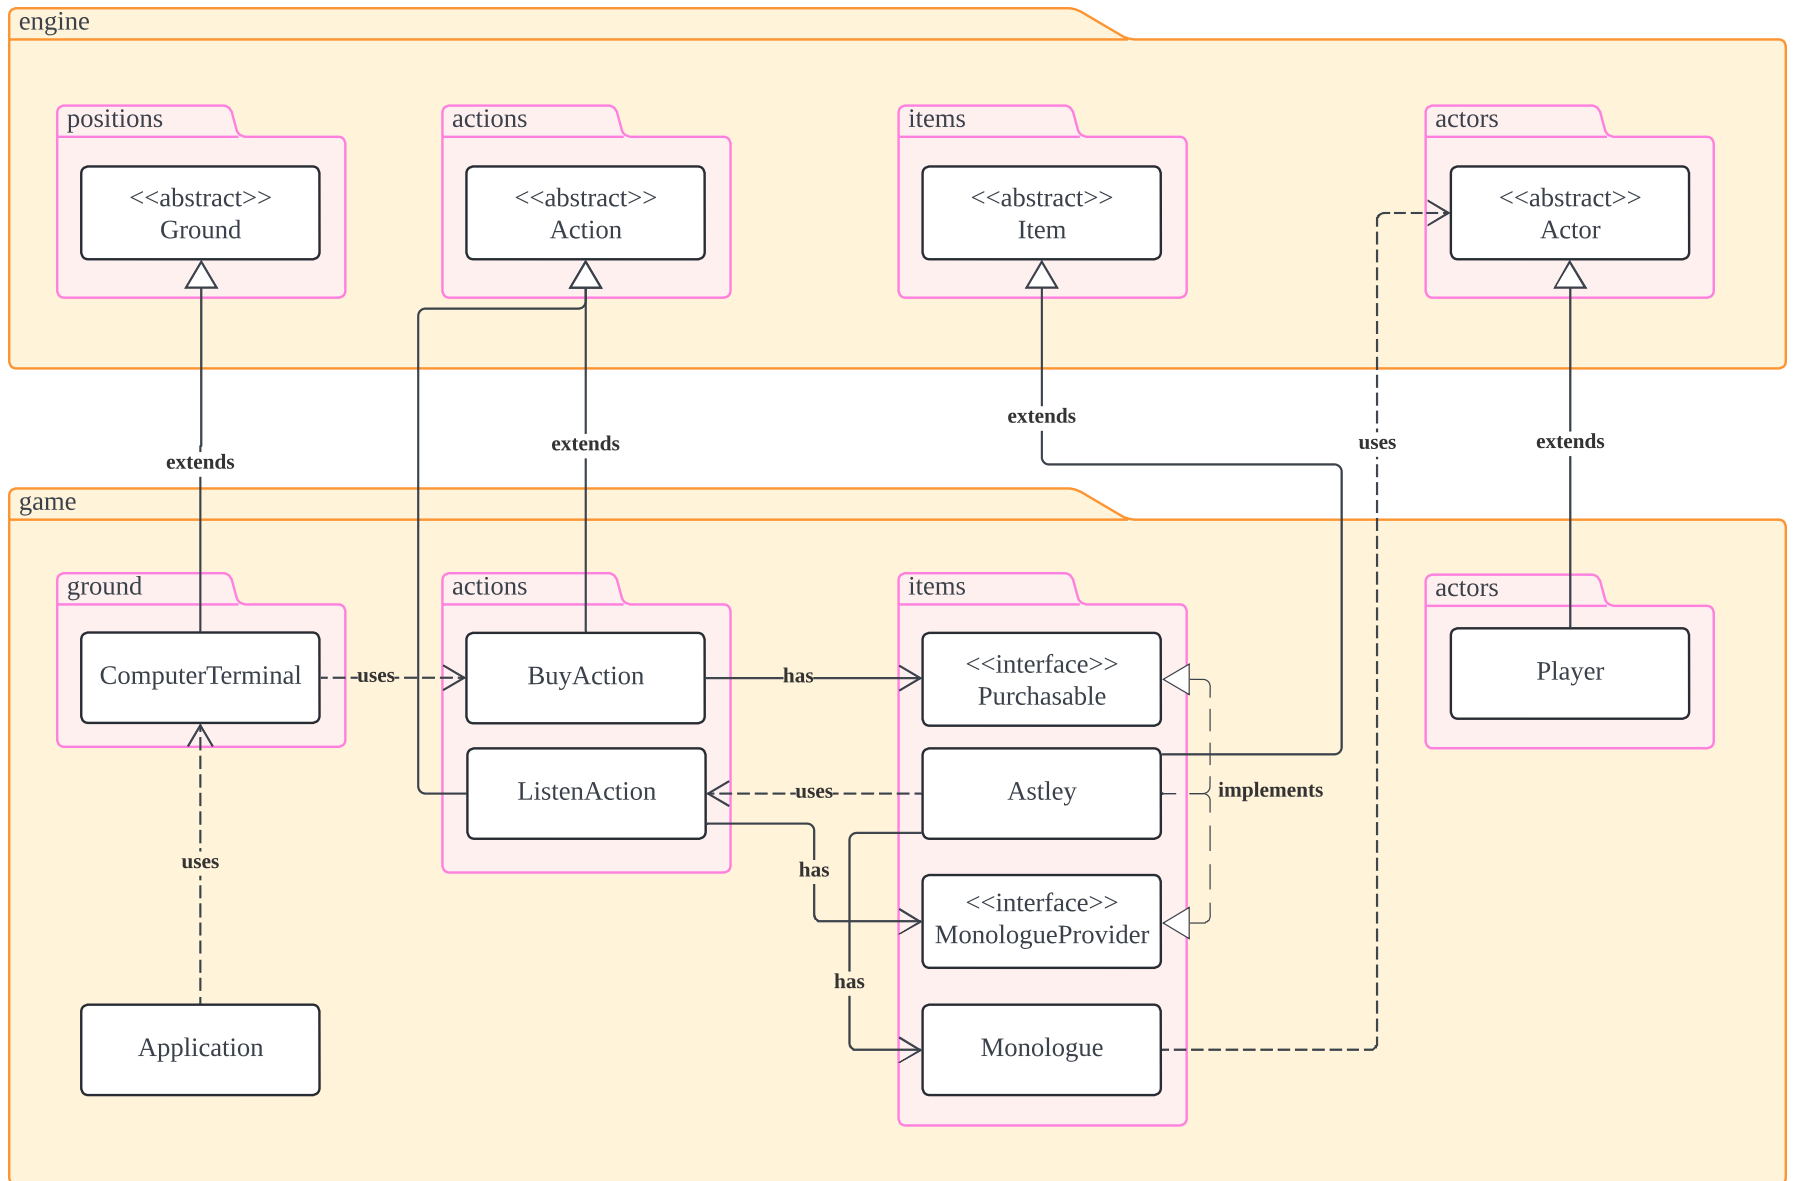 engine
positions
actions
items
actors
<<abstract>>
Ground
<<abstract>>
Action
<<abstract>>
Item
<<abstract>>
Actor
extends
extends
extends
uses
extends
game
ground
actions
items
actors
ComputerTerminal
uses
BuyAction
has
<<interface>>
Purchasable
Player
ListenAction
uses
Astley
implements
uses
has
<<interface>>
MonologueProvider
has
Application
Monologue